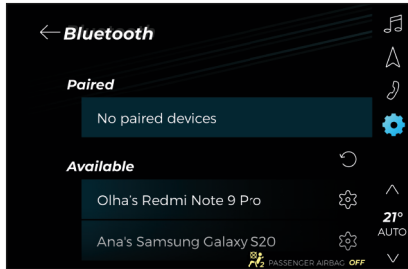 Bluetooth
Paired
No paired devices
Available
Olha's Redmi Note 9 Pro
Ana's Samsung Galaxy S20
21°
AUTO
2 PASSENGER AIRBAG OFF